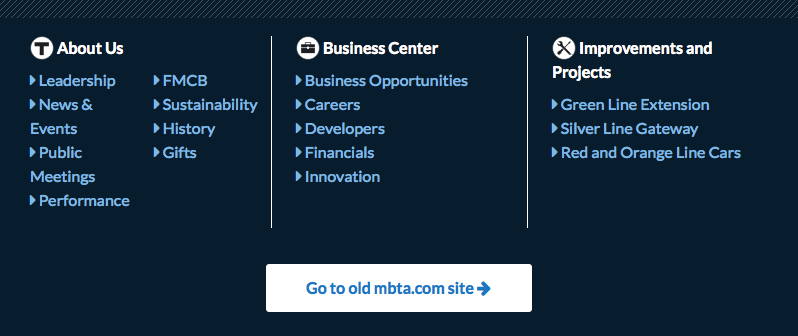 About Us
Leadership
News &
Events
Public
Meetings
Performance
FMCB
Sustainability
History
Gifts
Business Center
Business Opportunities
Careers
Developers
Financials
Innovation
Improvements and
Projects
Green Line Extension
Silver Line Gateway
Red and Orange Line Cars
Go to old mbta.com site